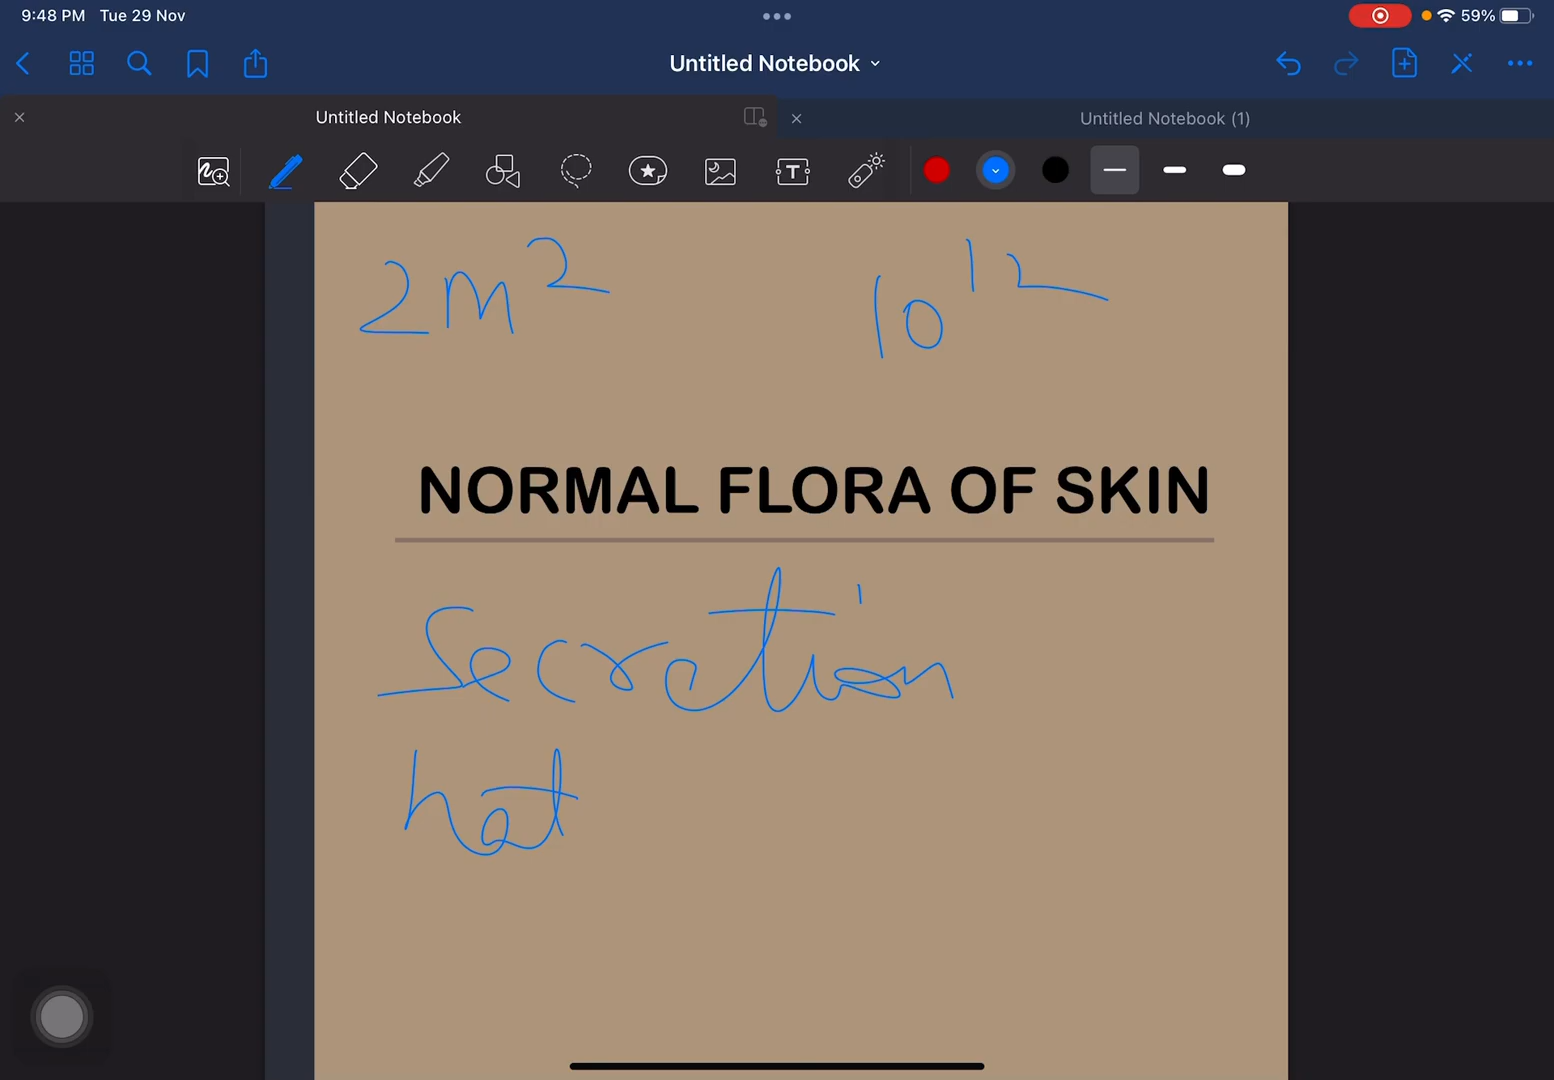 9:48 PM Tue 29 Nov
59%
Untitled Notebook
Untitled Notebook
Untitled Notebook (1)
2m²
10¹²
NORMAL FLORA OF SKIN
Secretion